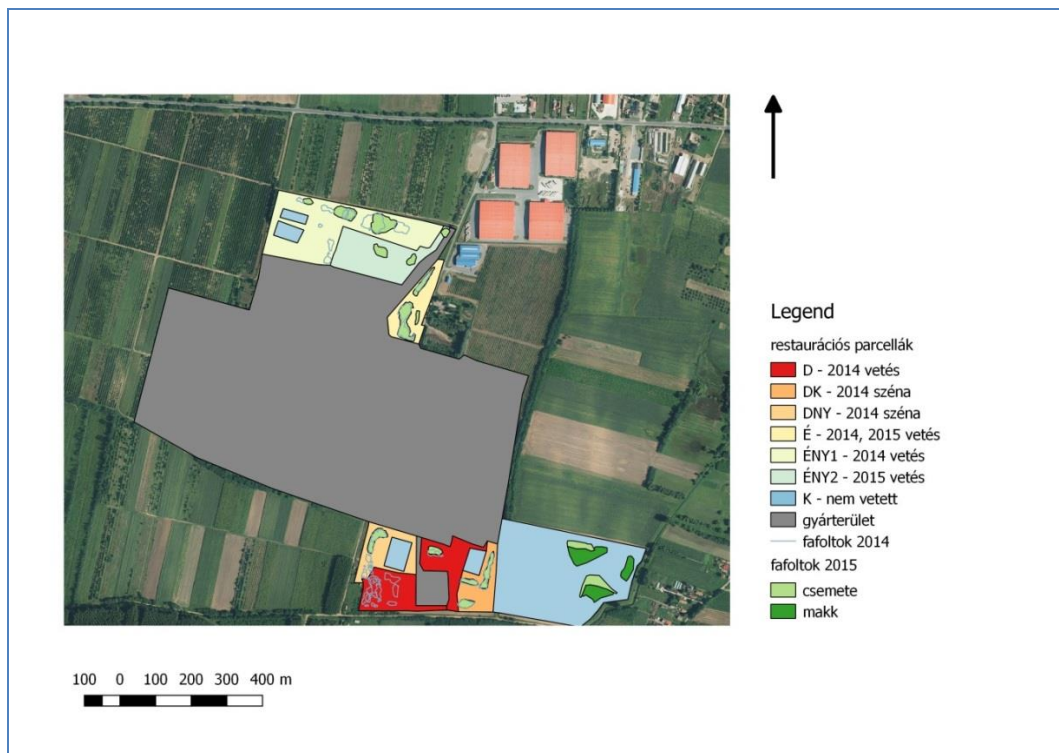 Legend
restaurációs parcellák
D - 2014 vetés
DK - 2014 széna
DNY - 2014 széna
É - 2014, 2015 vetés
ÉNY1 - 2014 vetés
ÉNY2 - 2015 vetés
K - nem vetett
gyárterület
fafoltok 2014
fafoltok 2015
csemete
makk
100 0 100 200 300 400 m